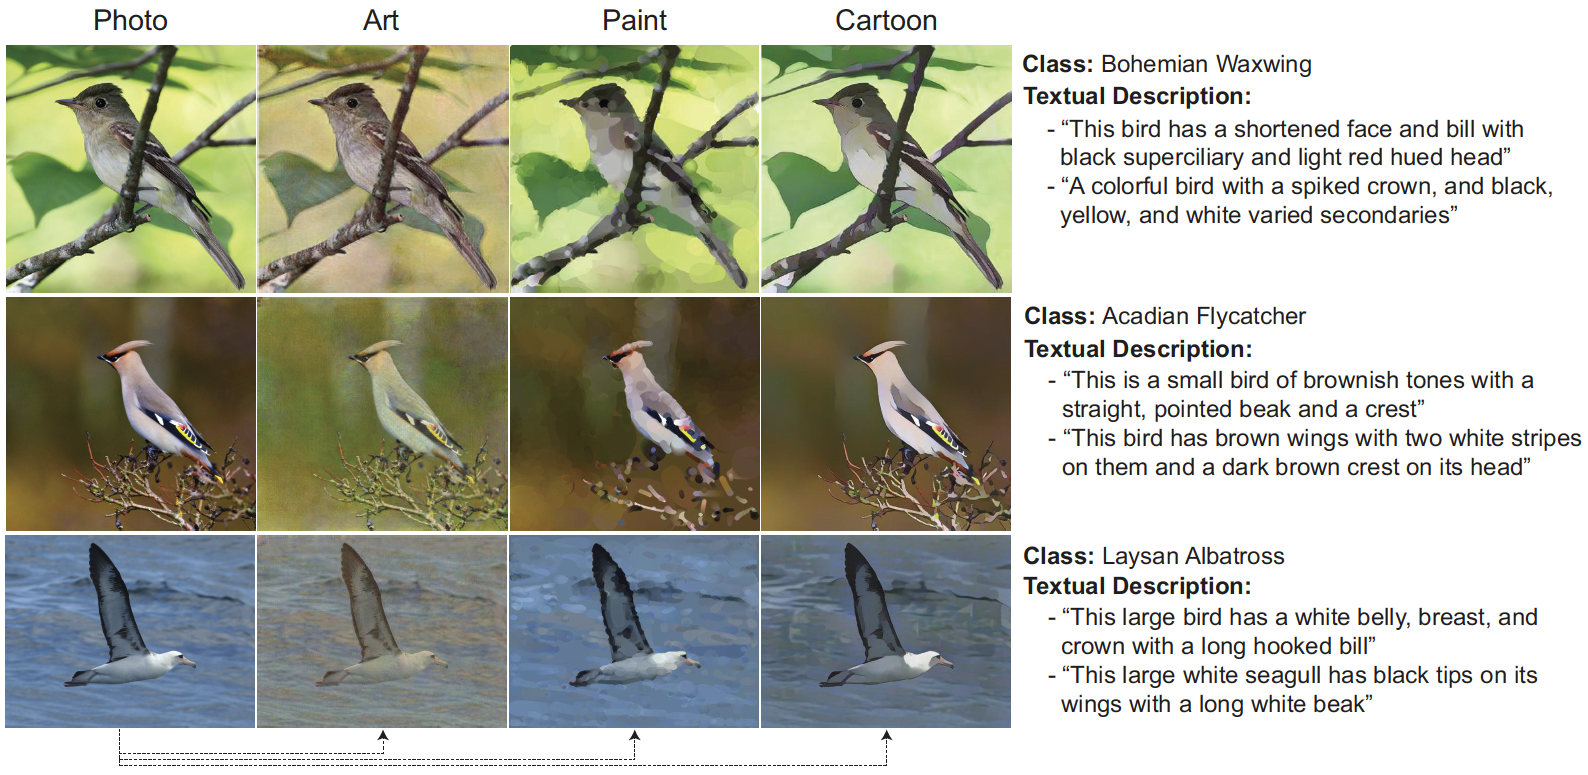 Photo Art Paint Cartoon
Class: Bohemian Waxwing
Textual Description:
- “This bird has a shortened face and bill with
black superciliary and light red hued head”
- “A colorful bird with a spiked crown, and black,
yellow, and white varied secondaries”
Class: Acadian Flycatcher
Textual Description:
- “This is a small bird of brownish tones with a
straight, pointed beak and a crest”
- “This bird has brown wings with two white stripes
on them and a dark brown crest on its head”
Class: Laysan Albatross
Textual Description:
- “This large bird has a white belly, breast, and
crown with a long hooked bill”
- “This large white seagull has black tips on its
wings with a long white beak”